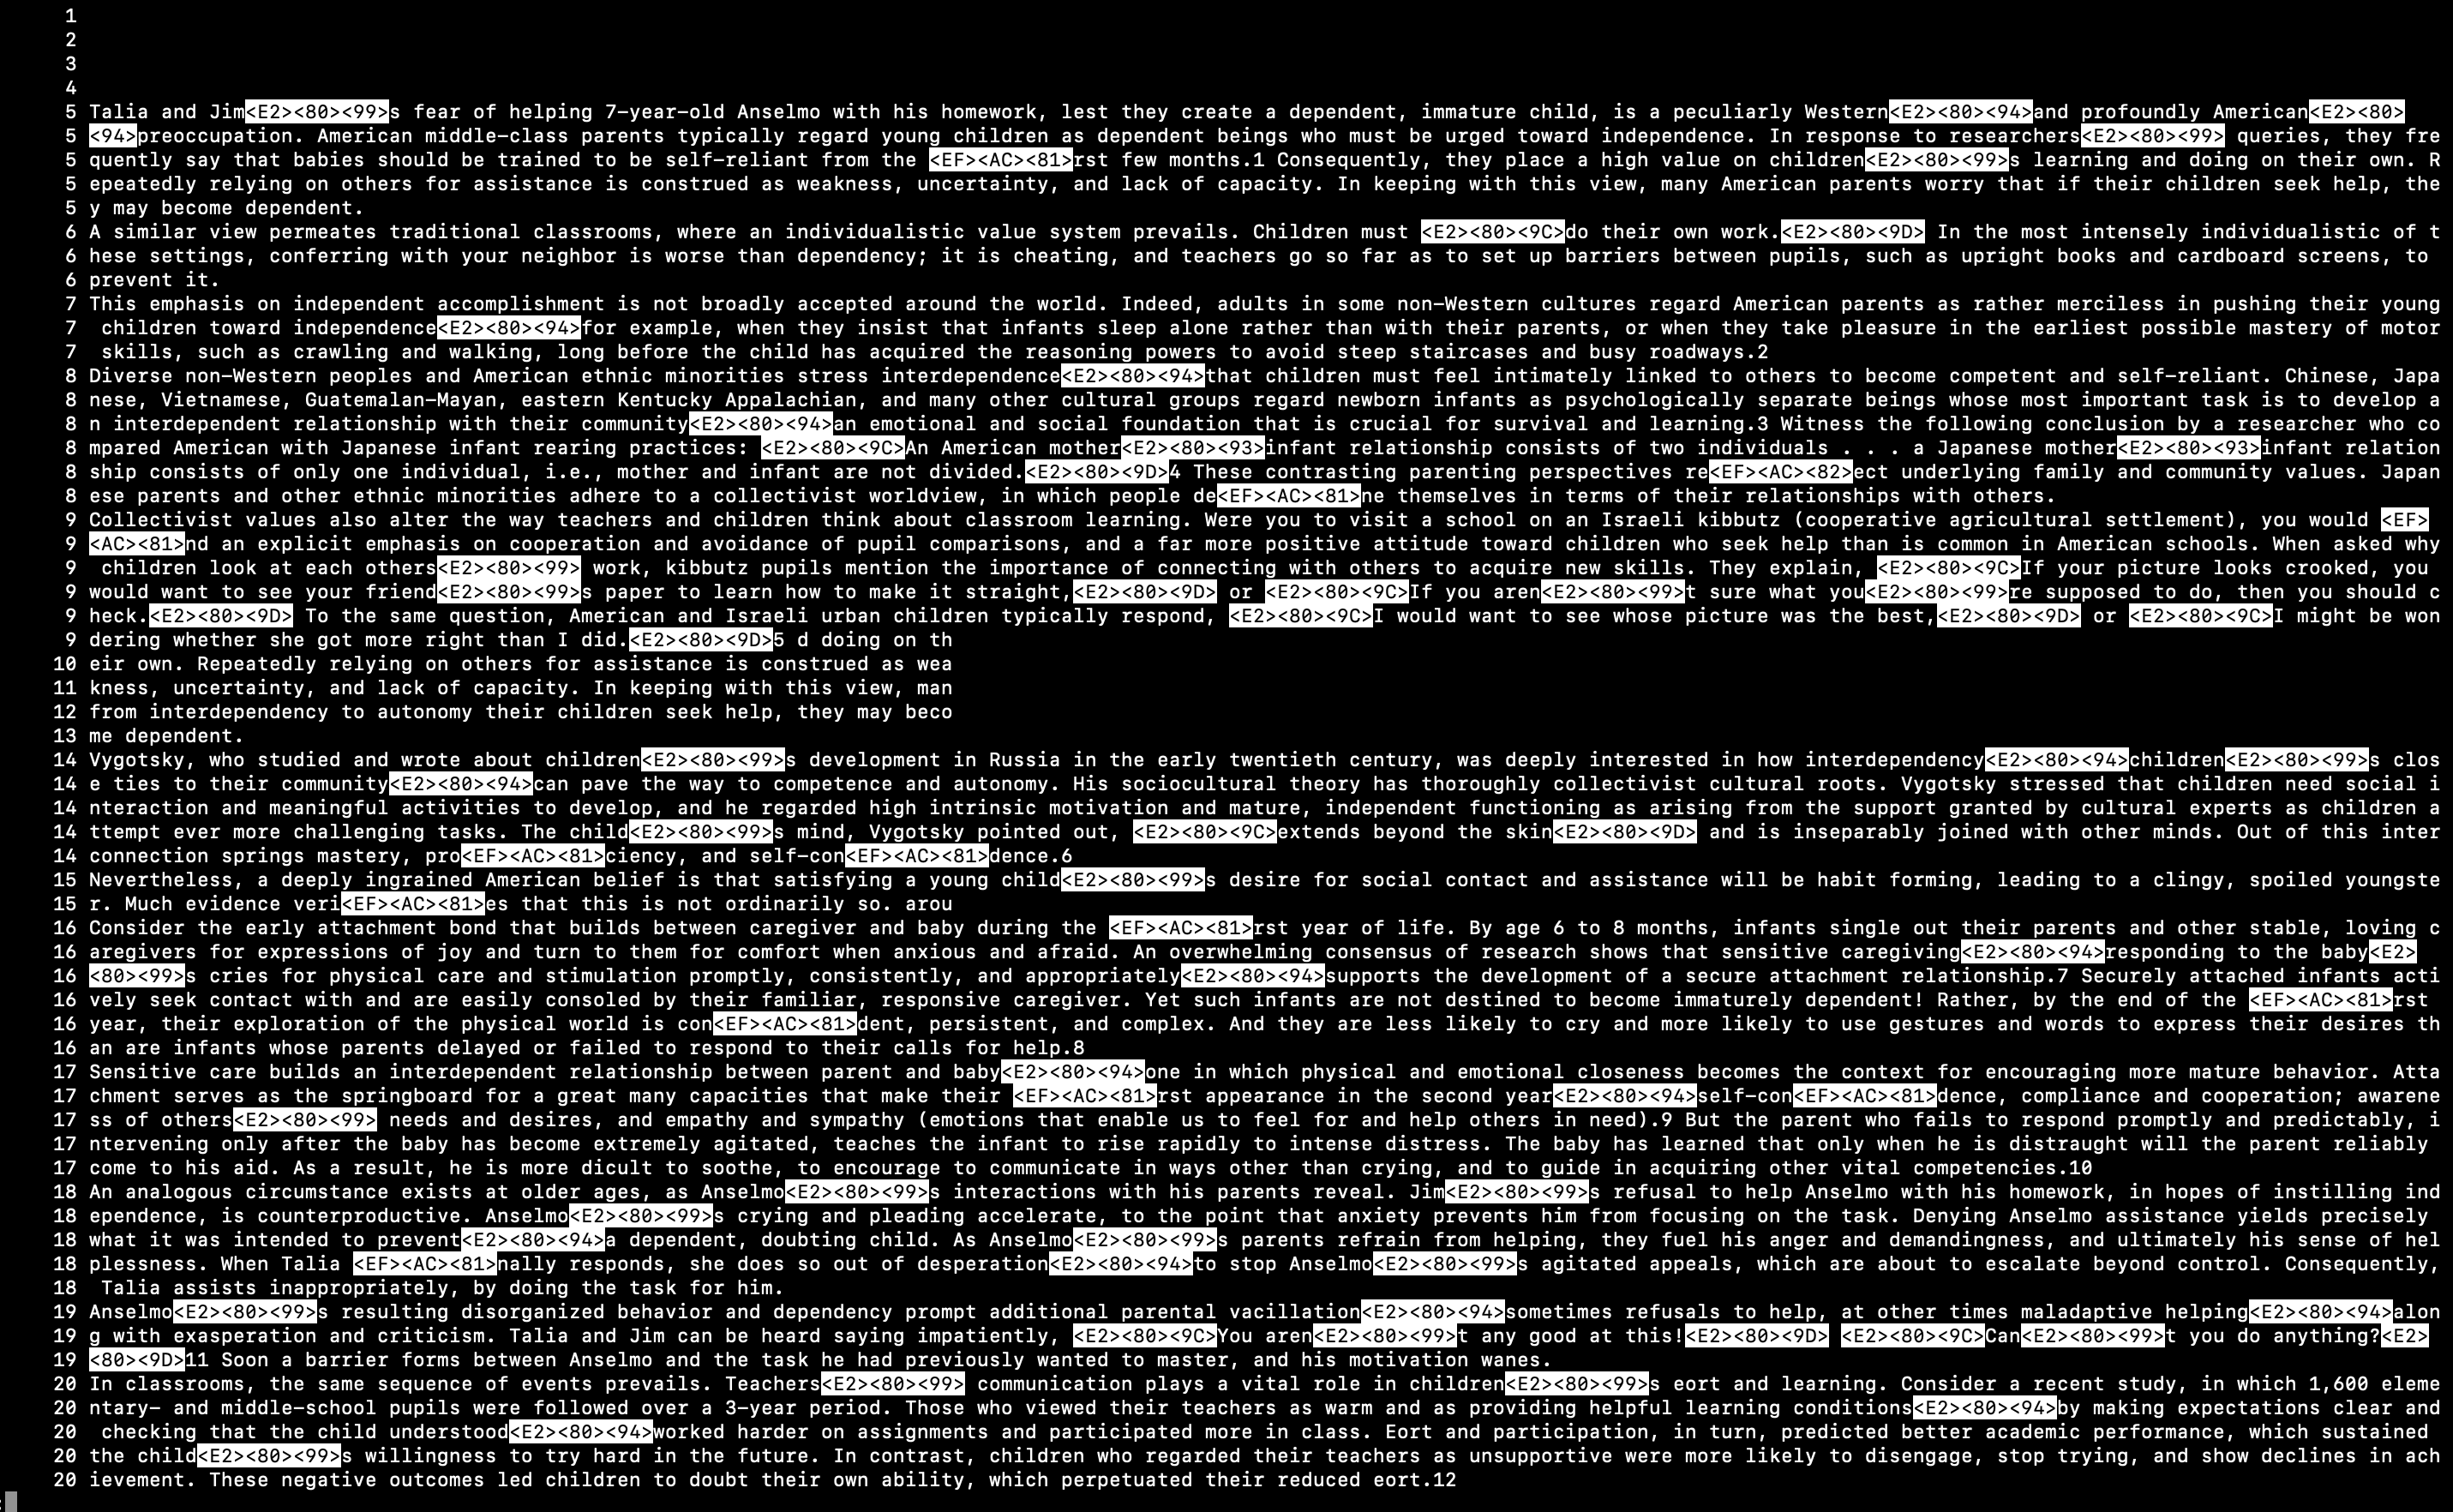 1
2
3
4
5 Talia and Jim<E2><80><99>s fear of helping 7-year-old Anselmo with his homework, lest they create a dependent, immature child, is a peculiarly Western<E2><80><94>and profoundly American<E2><80>
5 <94>preoccupation. American middle-class parents typically regard young children as dependent beings who must be urged toward independence. In response to researchers<E2><80><99> queries, they fre
5 quently say that babies should be trained to be self-reliant from the <EF><AC><81>rst few months.1 Consequently, they place a high value on children<E2><80><99>s learning and doing on their own. R
5 epeatedly relying on others for assistance is construed as weakness, uncertainty, and lack of capacity. In keeping with this view, many American parents worry that if their children seek help, the
5 y may become dependent.
6 A similar view permeates traditional classrooms, where an individualistic value system prevails. Children must <E2><80><9C>do their own work.<E2><80><9D> In the most intensely individualistic of t
6 hese settings, conferring with your neighbor is worse than dependency; it is cheating, and teachers go so far as to set up barriers between pupils, such as upright books and cardboard screens, to
6 prevent it.
7 This emphasis on independent accomplishment is not broadly accepted around the world. Indeed, adults in some non-Western cultures regard American parents as rather merciless in pushing their young
7  children toward independence<E2><80><94>for example, when they insist that infants sleep alone rather than with their parents, or when they take pleasure in the earliest possible mastery of motor
7  skills, such as crawling and walking, long before the child has acquired the reasoning powers to avoid steep staircases and busy roadways.2
8 Diverse non-Western peoples and American ethnic minorities stress interdependence<E2><80><94>that children must feel intimately linked to others to become competent and self-reliant. Chinese, Japa
8 nese, Vietnamese, Guatemalan-Mayan, eastern Kentucky Appalachian, and many other cultural groups regard newborn infants as psychologically separate beings whose most important task is to develop a
8 n interdependent relationship with their community<E2><80><94>an emotional and social foundation that is crucial for survival and learning.3 Witness the following conclusion by a researcher who co
8 mpared American with Japanese infant rearing practices: <E2><80><9C>An American mother<E2><80><93>infant relationship consists of two individuals . . . a Japanese mother<E2><80><93>infant relation
8 ship consists of only one individual, i.e., mother and infant are not divided.<E2><80><9D>4 These contrasting parenting perspectives re<EF><AC><82>ect underlying family and community values. Japan
8 ese parents and other ethnic minorities adhere to a collectivist worldview, in which people de<EF><AC><81>ne themselves in terms of their relationships with others.
9 Collectivist values also alter the way teachers and children think about classroom learning. Were you to visit a school on an Israeli kibbutz (cooperative agricultural settlement), you would <EF>
9 <AC><81>nd an explicit emphasis on cooperation and avoidance of pupil comparisons, and a far more positive attitude toward children who seek help than is common in American schools. When asked why
9  children look at each others<E2><80><99> work, kibbutz pupils mention the importance of connecting with others to acquire new skills. They explain, <E2><80><9C>If your picture looks crooked, you
9 would want to see your friend<E2><80><99>s paper to learn how to make it straight,<E2><80><9D> or <E2><80><9C>If you aren<E2><80><99>t sure what you<E2><80><99>re supposed to do, then you should c
9 heck.<E2><80><9D> To the same question, American and Israeli urban children typically respond, <E2><80><9C>I would want to see whose picture was the best,<E2><80><9D> or <E2><80><9C>I might be won
9 dering whether she got more right than I did.<E2><80><9D>5 d doing on th
10 eir own. Repeatedly relying on others for assistance is construed as wea
11 kness, uncertainty, and lack of capacity. In keeping with this view, man
12 from interdependency to autonomy their children seek help, they may beco
13 me dependent.
14 Vygotsky, who studied and wrote about children<E2><80><99>s development in Russia in the early twentieth century, was deeply interested in how interdependency<E2><80><94>children<E2><80><99>s clos
14 e ties to their community<E2><80><94>can pave the way to competence and autonomy. His sociocultural theory has thoroughly collectivist cultural roots. Vygotsky stressed that children need social i
14 nteraction and meaningful activities to develop, and he regarded high intrinsic motivation and mature, independent functioning as arising from the support granted by cultural experts as children a
14 ttempt ever more challenging tasks. The child<E2><80><99>s mind, Vygotsky pointed out, <E2><80><9C>extends beyond the skin<E2><80><9D> and is inseparably joined with other minds. Out of this inter
14 connection springs mastery, pro<EF><AC><81>ciency, and self-con<EF><AC><81>dence.6
15 Nevertheless, a deeply ingrained American belief is that satisfying a young child<E2><80><99>s desire for social contact and assistance will be habit forming, leading to a clingy, spoiled youngste
15 r. Much evidence veri<EF><AC><81>es that this is not ordinarily so. arou
16 Consider the early attachment bond that builds between caregiver and baby during the <EF><AC><81>rst year of life. By age 6 to 8 months, infants single out their parents and other stable, loving c
16 aregivers for expressions of joy and turn to them for comfort when anxious and afraid. An overwhelming consensus of research shows that sensitive caregiving<E2><80><94>responding to the baby<E2>
16 <80><99>s cries for physical care and stimulation promptly, consistently, and appropriately<E2><80><94>supports the development of a secure attachment relationship.7 Securely attached infants acti
16 vely seek contact with and are easily consoled by their familiar, responsive caregiver. Yet such infants are not destined to become immaturely dependent! Rather, by the end of the <EF><AC><81>rst
16 year, their exploration of the physical world is con<EF><AC><81>dent, persistent, and complex. And they are less likely to cry and more likely to use gestures and words to express their desires th
16 an are infants whose parents delayed or failed to respond to their calls for help.8
17 Sensitive care builds an interdependent relationship between parent and baby<E2><80><94>one in which physical and emotional closeness becomes the context for encouraging more mature behavior. Atta
17 chment serves as the springboard for a great many capacities that make their <EF><AC><81>rst appearance in the second year<E2><80><94>self-con<EF><AC><81>dence, compliance and cooperation; awarene
17 ss of others<E2><80><99> needs and desires, and empathy and sympathy (emotions that enable us to feel for and help others in need).9 But the parent who fails to respond promptly and predictably, i
17 ntervening only after the baby has become extremely agitated, teaches the infant to rise rapidly to intense distress. The baby has learned that only when he is distraught will the parent reliably
17 come to his aid. As a result, he is more dicult to soothe, to encourage to communicate in ways other than crying, and to guide in acquiring other vital competencies.10
18 An analogous circumstance exists at older ages, as Anselmo<E2><80><99>s interactions with his parents reveal. Jim<E2><80><99>s refusal to help Anselmo with his homework, in hopes of instilling ind
18 ependence, is counterproductive. Anselmo<E2><80><99>s crying and pleading accelerate, to the point that anxiety prevents him from focusing on the task. Denying Anselmo assistance yields precisely
18 what it was intended to prevent<E2><80><94>a dependent, doubting child. As Anselmo<E2><80><99>s parents refrain from helping, they fuel his anger and demandingness, and ultimately his sense of hel
18 plessness. When Talia <EF><AC><81>nally responds, she does so out of desperation<E2><80><94>to stop Anselmo<E2><80><99>s agitated appeals, which are about to escalate beyond control. Consequently,
18  Talia assists inappropriately, by doing the task for him.
19 Anselmo<E2><80><99>s resulting disorganized behavior and dependency prompt additional parental vacillation<E2><80><94>sometimes refusals to help, at other times maladaptive helping<E2><80><94>alon
19 g with exasperation and criticism. Talia and Jim can be heard saying impatiently, <E2><80><9C>You aren<E2><80><99>t any good at this!<E2><80><9D> <E2><80><9C>Can<E2><80><99>t you do anything?<E2>
19 <80><9D>11 Soon a barrier forms between Anselmo and the task he had previously wanted to master, and his motivation wanes.
20 In classrooms, the same sequence of events prevails. Teachers<E2><80><99> communication plays a vital role in children<E2><80><99>s eort and learning. Consider a recent study, in which 1,600 eleme
20 ntary- and middle-school pupils were followed over a 3-year period. Those who viewed their teachers as warm and as providing helpful learning conditions<E2><80><94>by making expectations clear and
20  checking that the child understood<E2><80><94>worked harder on assignments and participated more in class. Eort and participation, in turn, predicted better academic performance, which sustained
20 the child<E2><80><99>s willingness to try hard in the future. In contrast, children who regarded their teachers as unsupportive were more likely to disengage, stop trying, and show declines in ach
20 ievement. These negative outcomes led children to doubt their own ability, which perpetuated their reduced eort.12
: